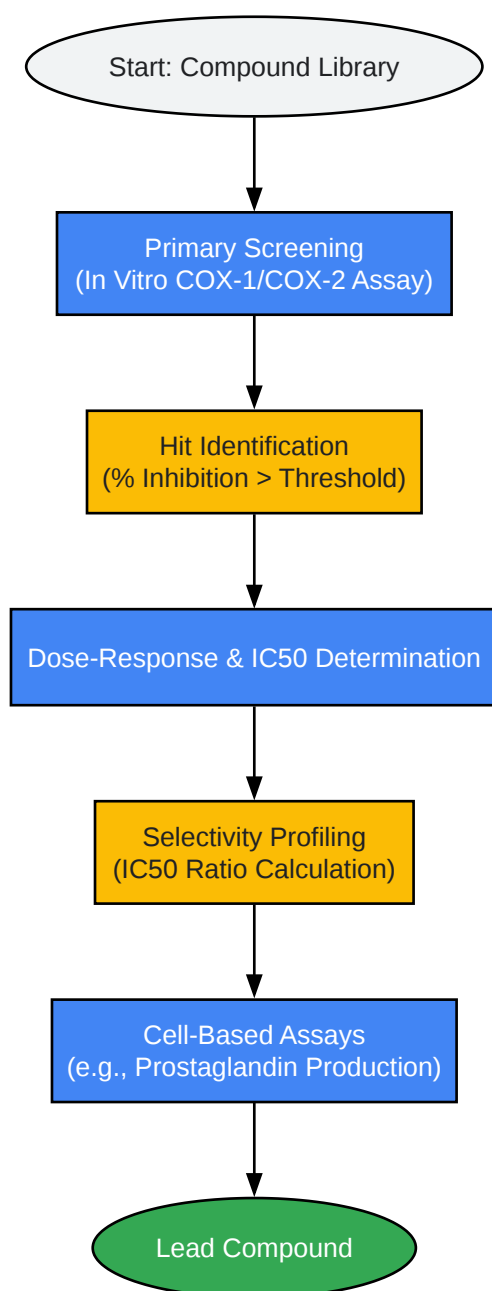 Start: Compound Library
Primary Screening
(In Vitro COX-1/COX-2 Assay)
Hit Identification
(% Inhibition > Threshold)
Dose-Response & IC50 Determination
Selectivity Profiling
(IC50 Ratio Calculation)
Cell-Based Assays
(e.g., Prostaglandin Production)
Lead Compound